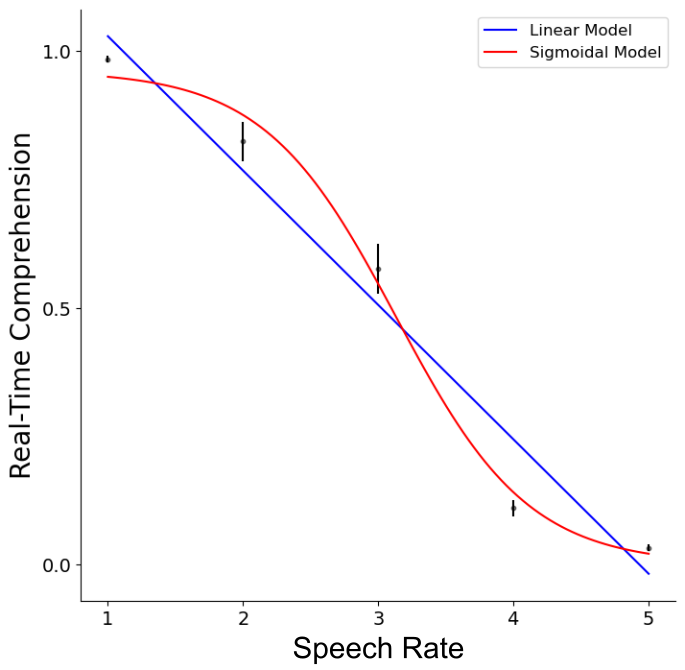 Linear Model
Sigmoidal Model
1.0
0.5
0.0
Real-Time Comprehension
1 2 3 4 5
Speech Rate